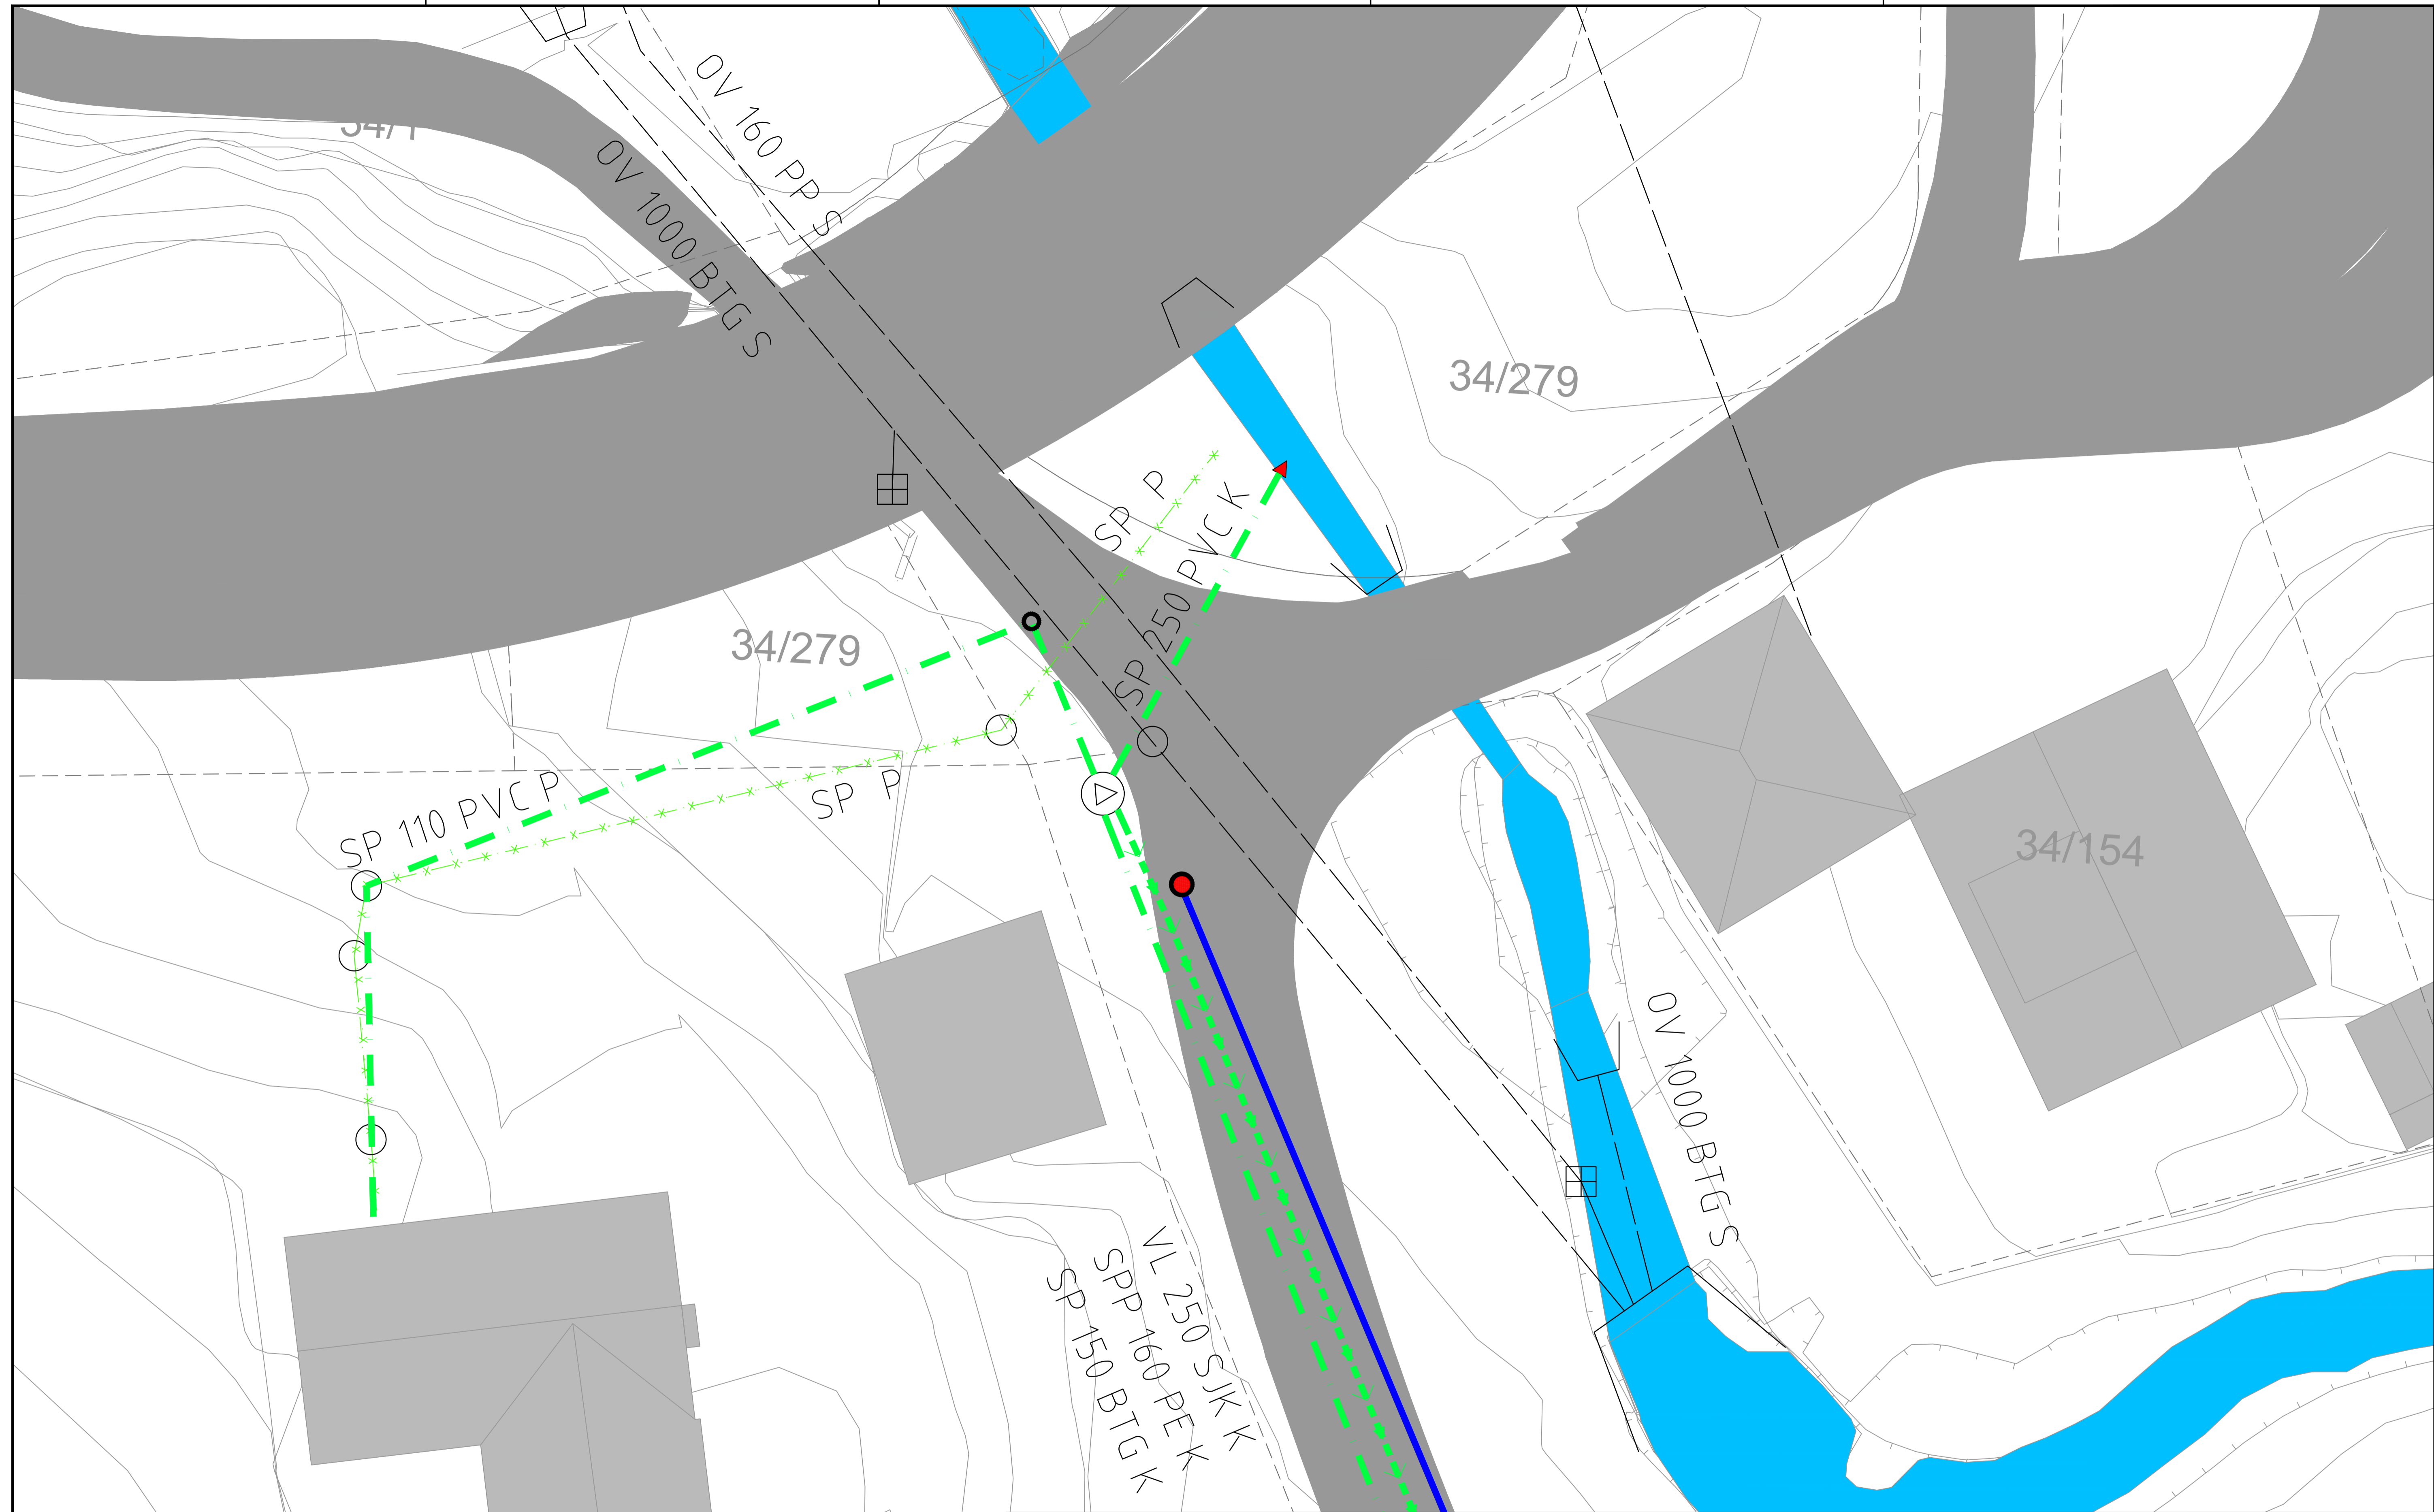 OV 160 PP S
OV 1000 BTG S
34/279
SP P
SP 250 PVC K
34/279
SP 110 PVC P
SP P
34/154
OV 1000 BTG S
VL 250 SJK K
SPP 160 PE K
SP 150 BTG K